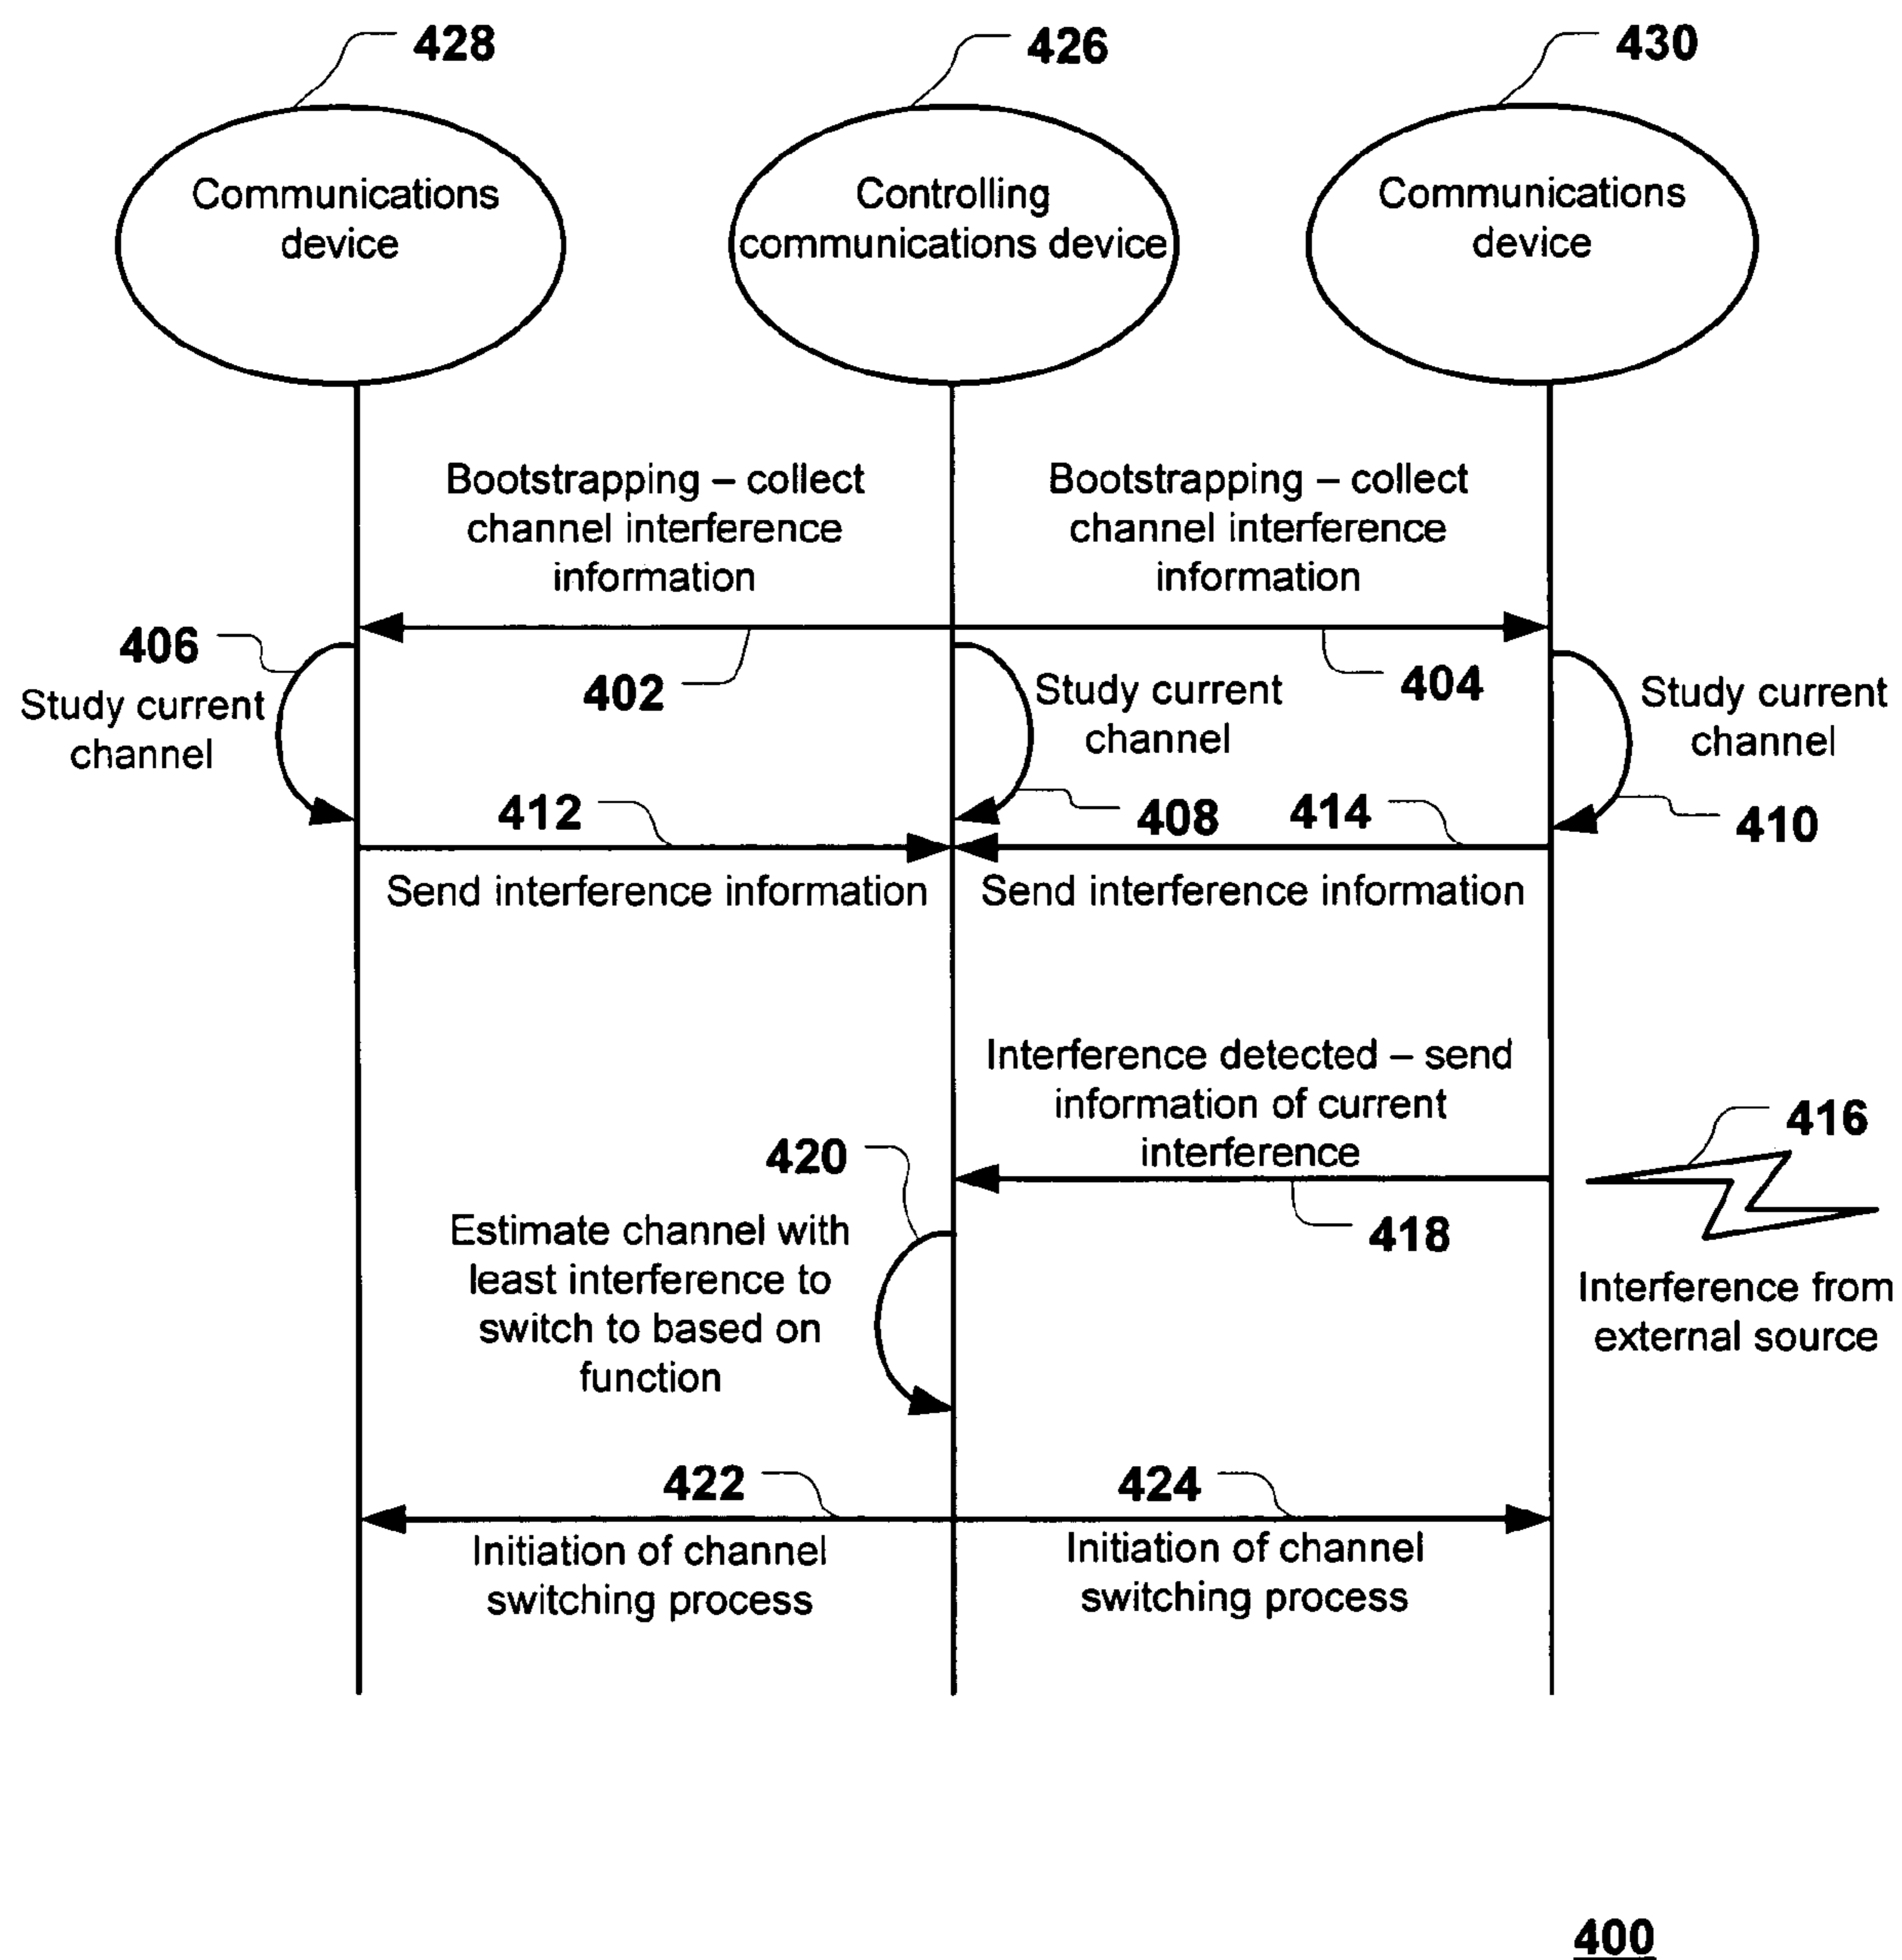 428
426
430
Communications
device
Controlling
communications device
Communications
device
Bootstrapping – collect
channel interference
information
Bootstrapping – collect
channel interference
information
406
Study current
channel
402
Study current
channel
404
Study current
channel
412
408
414
410
Send interference information
Send interference information
Interference detected – send
information of current
interference
416
420
418
Estimate channel with
least interference to
switch to based on
function
Interference from
external source
422
424
Initiation of channel
switching process
Initiation of channel
switching process
400